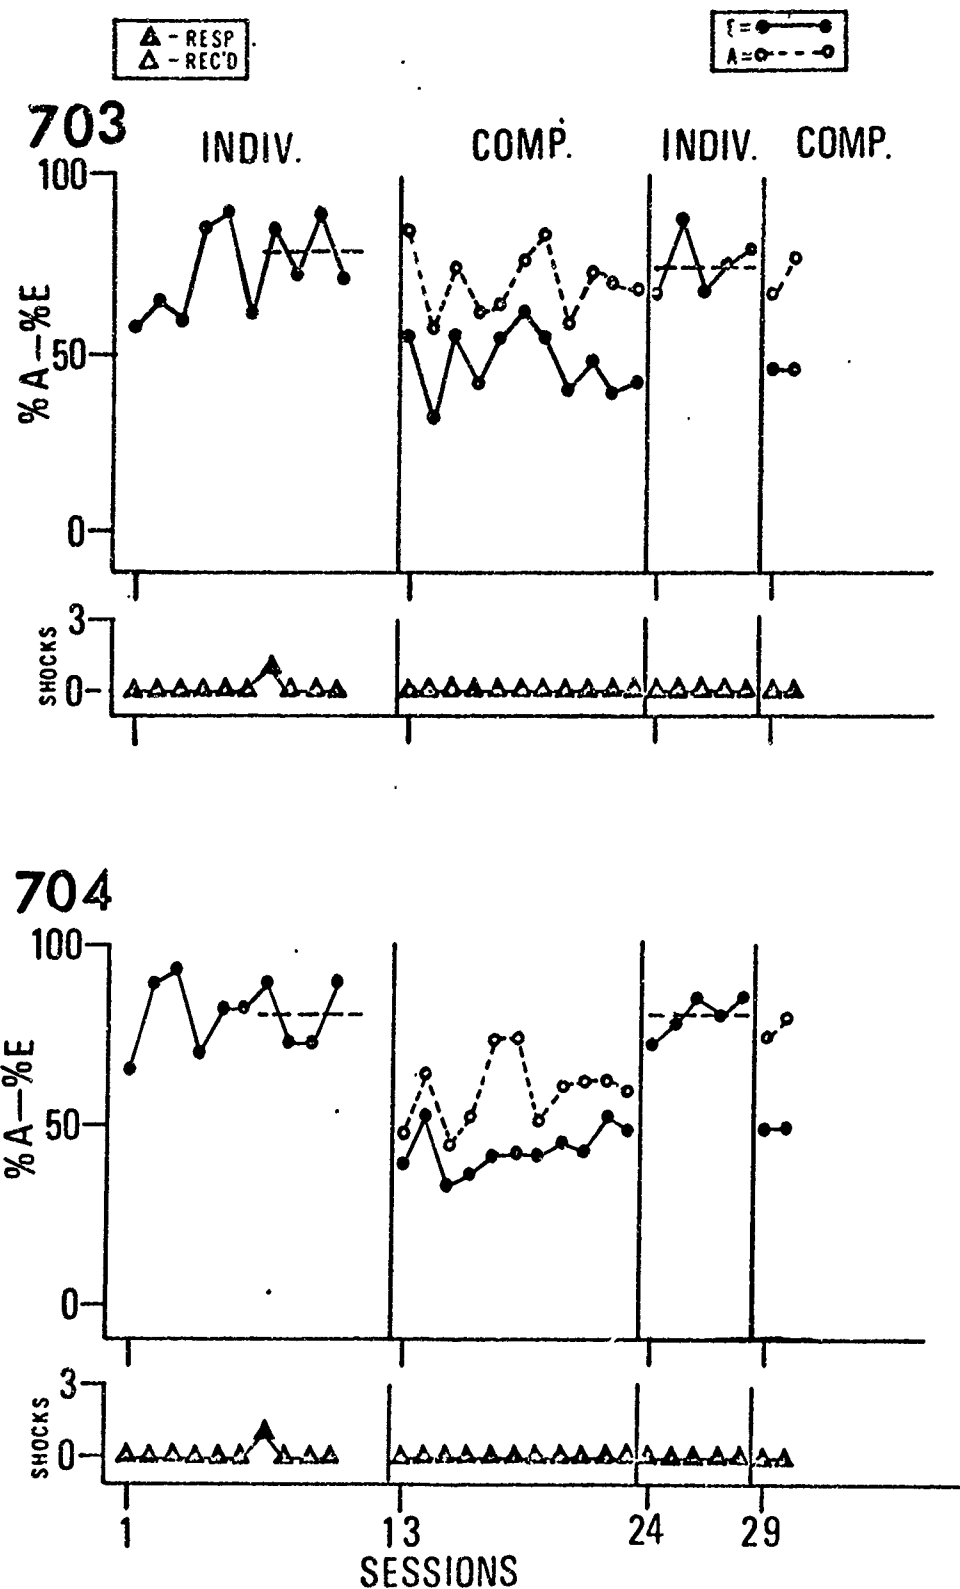 ▲ - RESP
△ - REC'D
E = ●——●
A = o- - - o
703
INDIV. COMP. INDIV. COMP.
100
50
0
% A—%E
3
0
SHOCKS
704
100
50
0
% A—%E
3
0
SHOCKS
1 13 24 29
SESSIONS